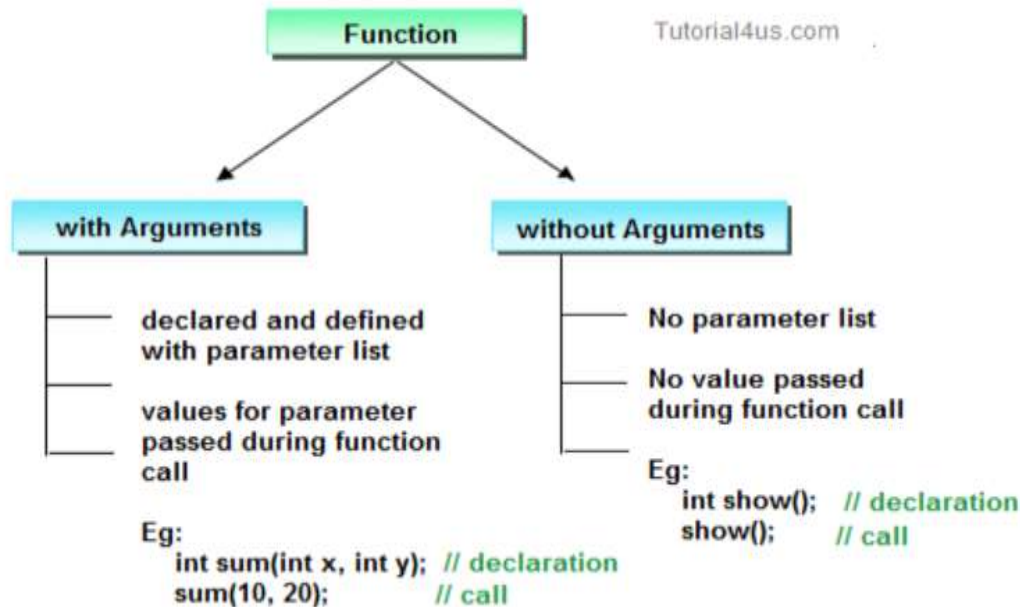 Function
Tutorial4us.com
with Arguments
declared and defined
with parameter list
values for parameter
passed during function
call
Eg:
int sum(int x, int y); // declaration
sum(10, 20); // call
without Arguments
No parameter list
No value passed
during function call
Eg:
int show(); // declaration
show(); // call